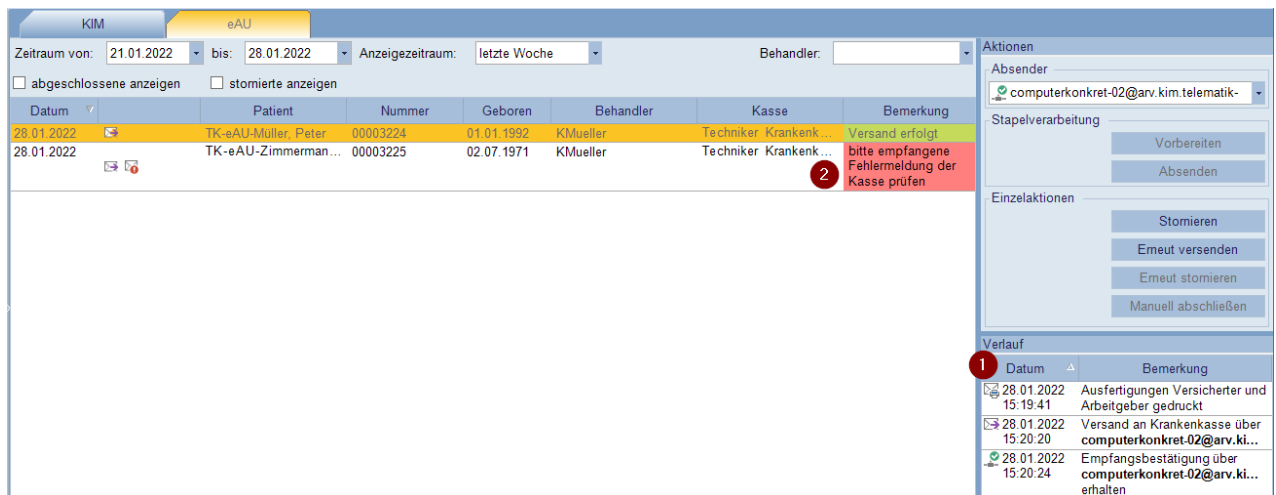 KIM eAU
Zeitraum von: 21.01.2022 bis: 28.01.2022 Anzeigezeitraum: letzte Woche Behandler:
abgeschlossene anzeigen stornierte anzeigen
Datum Patient Nummer Geboren Behandler Kasse Bemerkung
28.01.2022 TK-eAU-Müller, Peter 00003224 01.01.1992 KMueller Techniker Krankenk... Versand erfolgt
28.01.2022 TK-eAU-Zimmerman... 00003225 02.07.1971 KMueller Techniker Krankenk... bitte empfangene
Fehlermeldung der
Kasse prüfen
2
Aktionen
Absender
computerkonkret-02@arv.kim.telematik-
Stapelverarbeitung
Vorbereiten
Absenden
Einzelaktionen
Stornieren
Erneut versenden
Erneut stornieren
Manuell abschließen
Verlauf
1
Datum Bemerkung
28.01.2022 Ausfertigungen Versicherter und
15:19:41 Arbeitgeber gedruckt
28.01.2022 Versand an Krankenkasse über
15:20:20 computerkonkret-02@arv.ki...
28.01.2022 Empfangsbestätigung über
15:20:24 computerkonkret-02@arv.ki...
erhalten